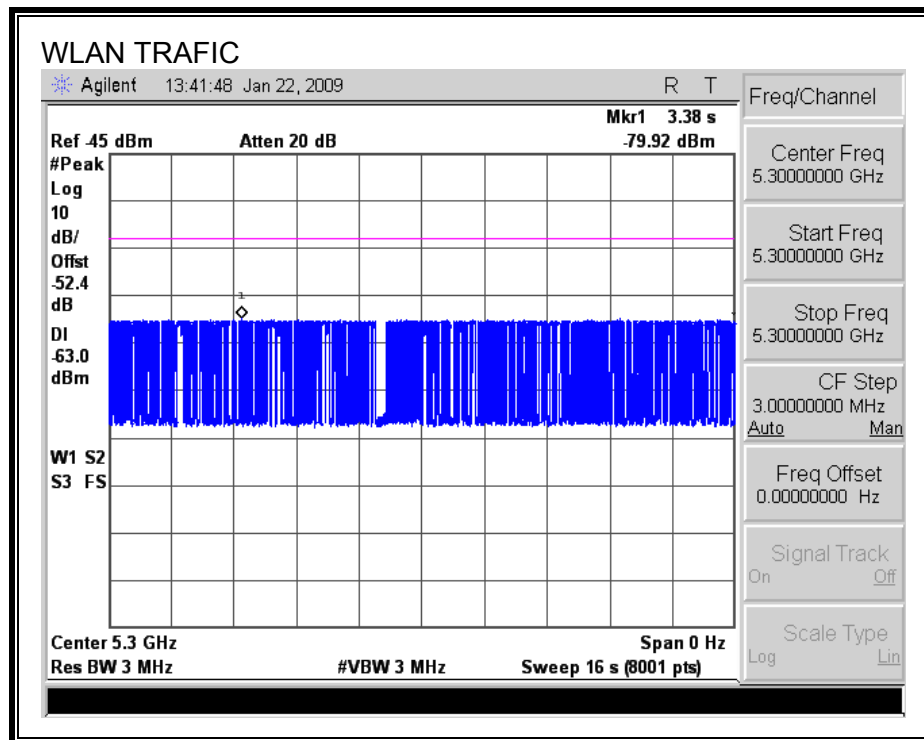 WLAN TRAFIC
Agilent 13:41:48 Jan 22, 2009 R T
Mkr1 3.38 s
Ref -45 dBm Atten 20 dB -79.92 dBm
#Peak
Log
10
dB/
Offst
-52.4
dB
DI
-63.0
dBm
W1 S2
S3 FS
1
Center 5.3 GHz Span 0 Hz
Res BW 3 MHz #VBW 3 MHz Sweep 16 s (8001 pts)
Freq/Channel
Center Freq
5.30000000 GHz
Start Freq
5.30000000 GHz
Stop Freq
5.30000000 GHz
CF Step
3.00000000 MHz
Auto Man
Freq Offset
0.00000000 Hz
Signal Track
On Off
Scale Type
Log Lin